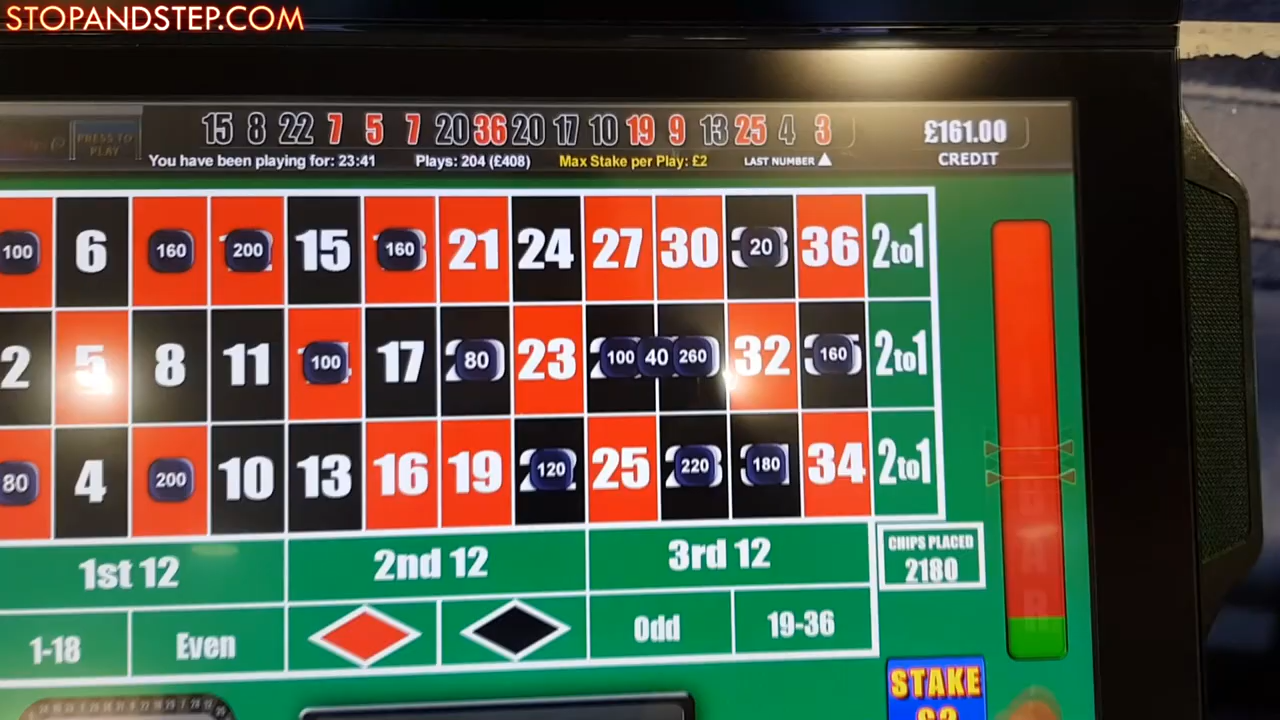 STOPANDSTEP.COM
PRESS TO PLAY
15 8 22 7 5 7 20 36 20 17 10 19 9 13 25 4 3
£161.00
You have been playing for: 23:41 Plays: 204 (£408) Max Stake per Play: £2 LAST NUMBER
CREDIT
100 6 160 200 15 160 21 24 27 30 20 36 2to1
2 5 8 11 100 17 80 23 100 40 260 32 160 2to1
80 4 200 10 13 16 19 120 25 220 180 34 2to1
1st 12 2nd 12 3rd 12
CHIPS PLACED
2180
1-18 Even Odd 19-36
STAKE
£2